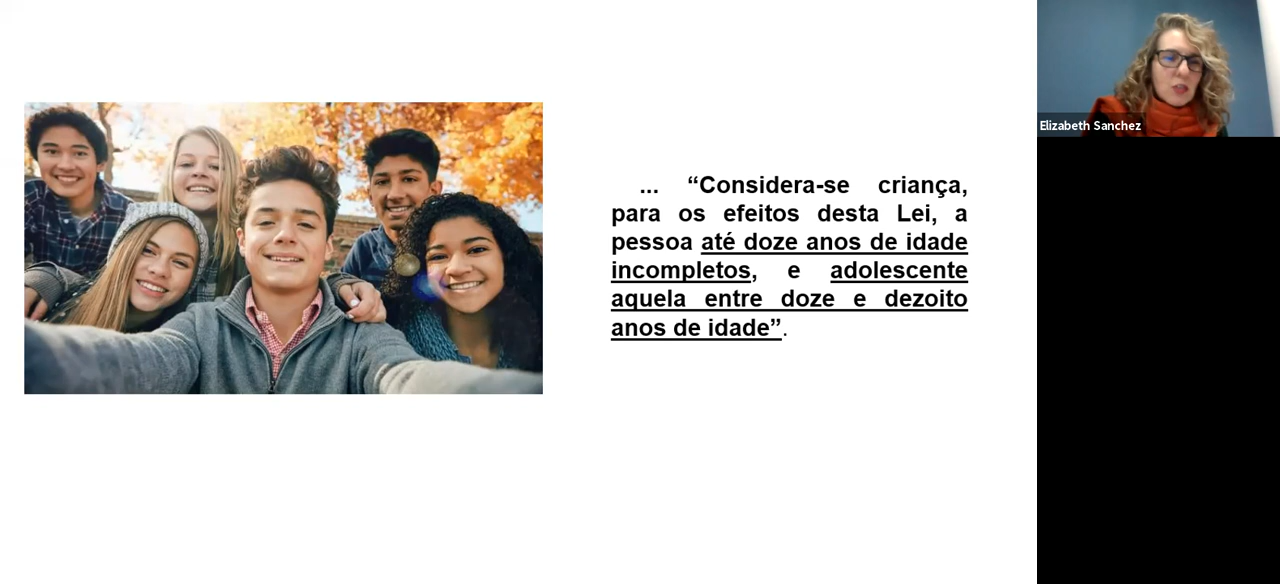 ... “Considera-se criança,
para os efeitos desta Lei, a
pessoa até doze anos de idade
incompletos, e adolescente
aquela entre doze e dezoito
anos de idade”.
Elizabeth Sanchez